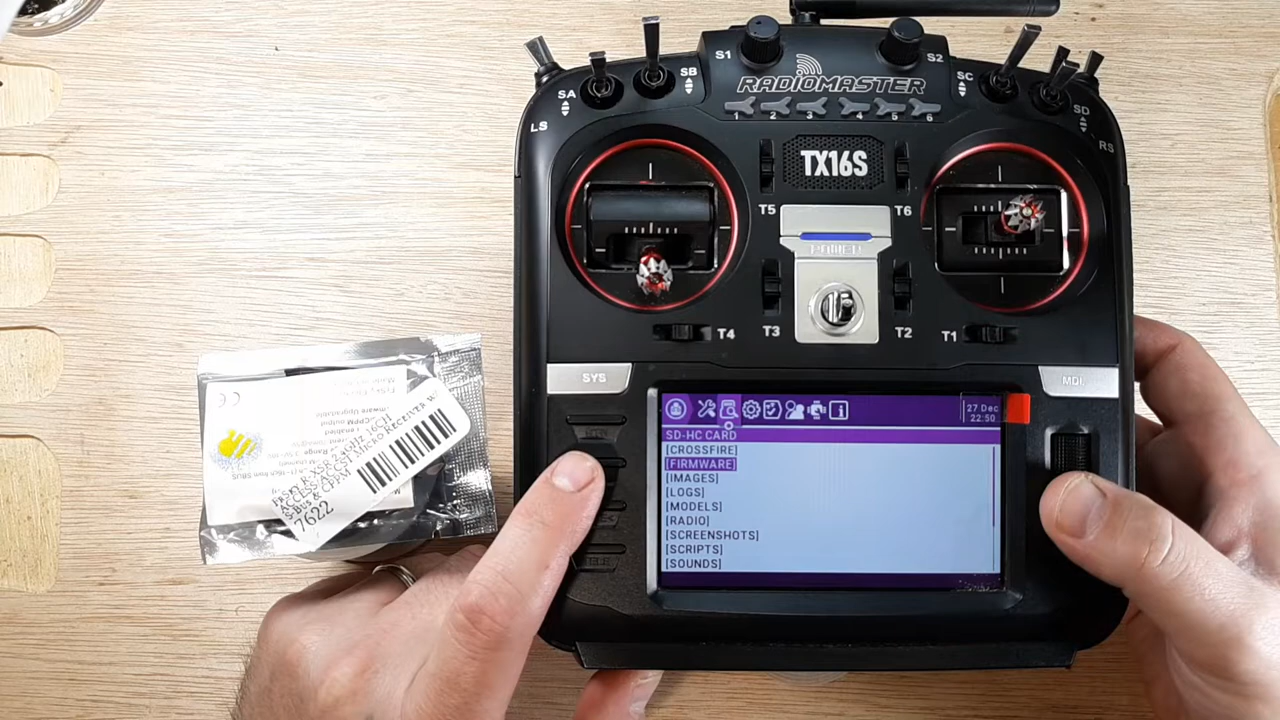 S1
S2
SB
SC
SA
SD
LS
RS
RADIOMASTER
1 2 3 4 5 6
TX16S
T5
T6
POWER
T4
T3
T2
T1
SYS
MDL
27 Dec
22:50
SD-HC CARD
[CROSSFIRE]
[FIRMWARE]
[IMAGES]
[LOGS]
[MODELS]
[RADIO]
[SCREENSHOTS]
[SCRIPTS]
[SOUNDS]
7622